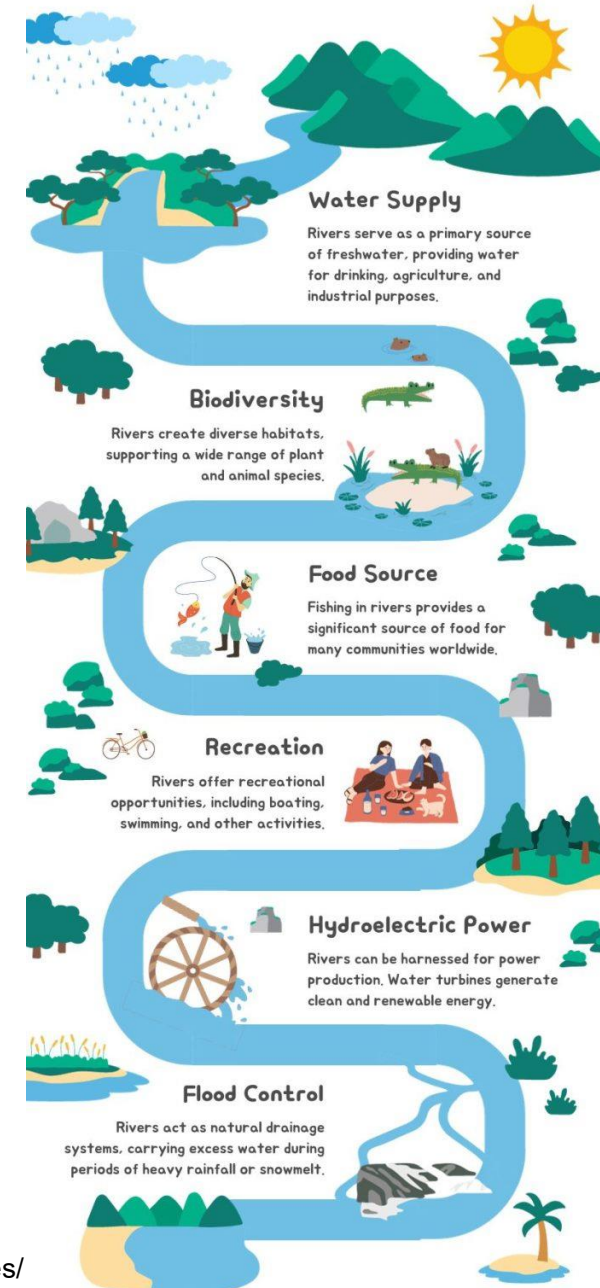 Water Supply
Rivers serve as a primary source
of freshwater, providing water
for drinking, agriculture, and
industrial purposes.
Biodiversity
Rivers create diverse habitats,
supporting a wide range of plant
and animal species.
Food Source
Fishing in rivers provides a
significant source of food for
many communities worldwide.
Recreation
Rivers offer recreational
opportunities, including boating,
swimming, and other activities.
Hydroelectric Power
Rivers can be harnessed for power
production. Water turbines generate
clean and renewable energy.
Flood Control
Rivers act as natural drainage
systems, carrying excess water during
periods of heavy rainfall or snowmelt.
es/